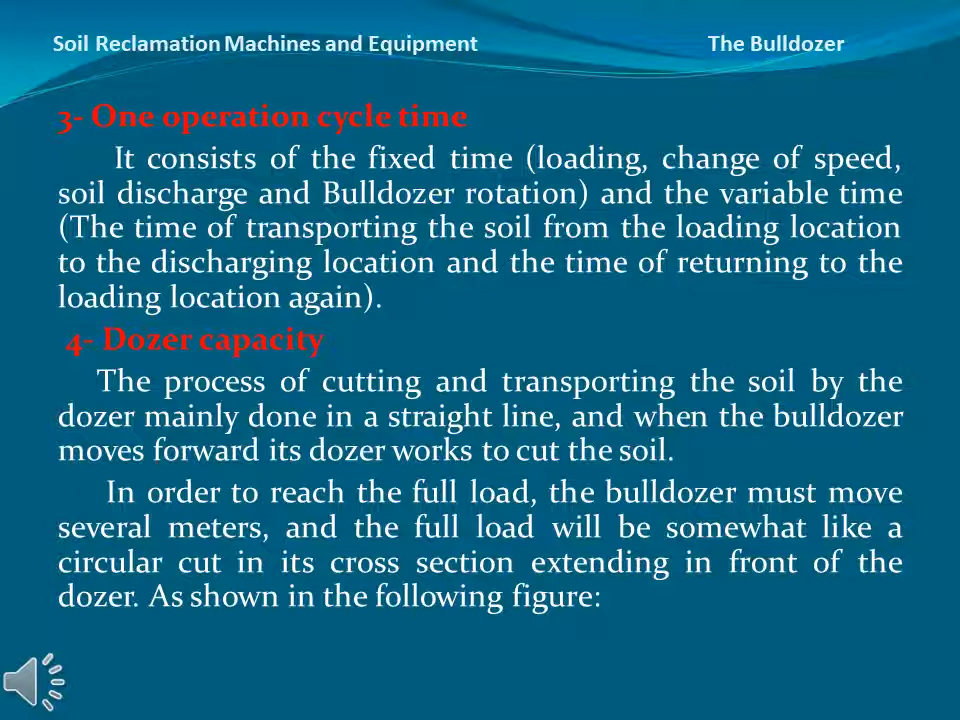 Soil Reclamation Machines and Equipment The Bulldozer
3- One operation cycle time
It consists of the fixed time (loading, change of speed,
soil discharge and Bulldozer rotation) and the variable time
(The time of transporting the soil from the loading location
to the discharging location and the time of returning to the
loading location again).
4- Dozer capacity
The process of cutting and transporting the soil by the
dozer mainly done in a straight line, and when the bulldozer
moves forward its dozer works to cut the soil.
In order to reach the full load, the bulldozer must move
several meters, and the full load will be somewhat like a
circular cut in its cross section extending in front of the
dozer. As shown in the following figure: